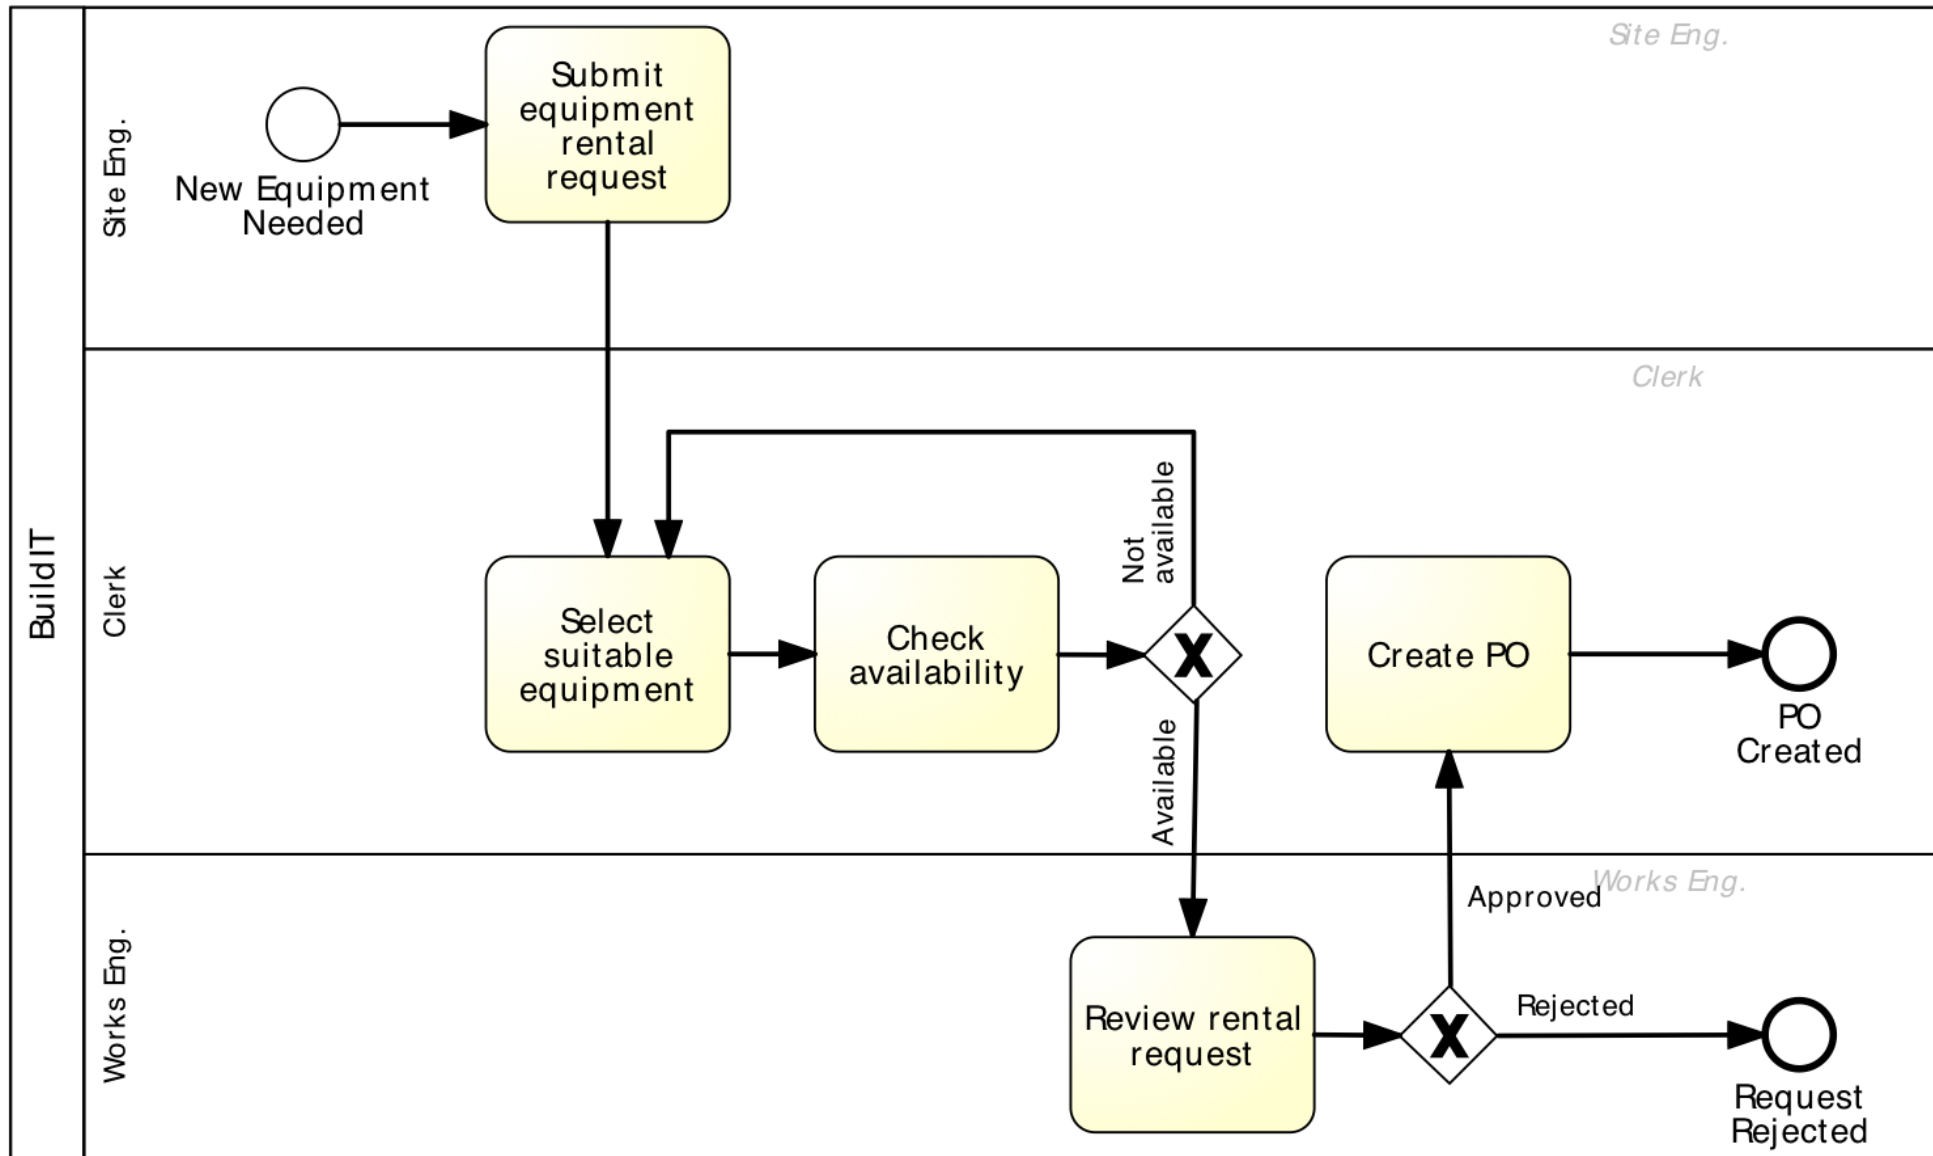 BuildIT
Site Eng.
Site Eng.
New Equipment
Needed
Submit
equipment
rental
request
Clerk
Clerk
Select
suitable
equipment
Check
availability
Not
available
Available
Create PO
PO
Created
Works Eng.
Works Eng.
Review rental
request
X
X
Approved
Rejected
Request
Rejected